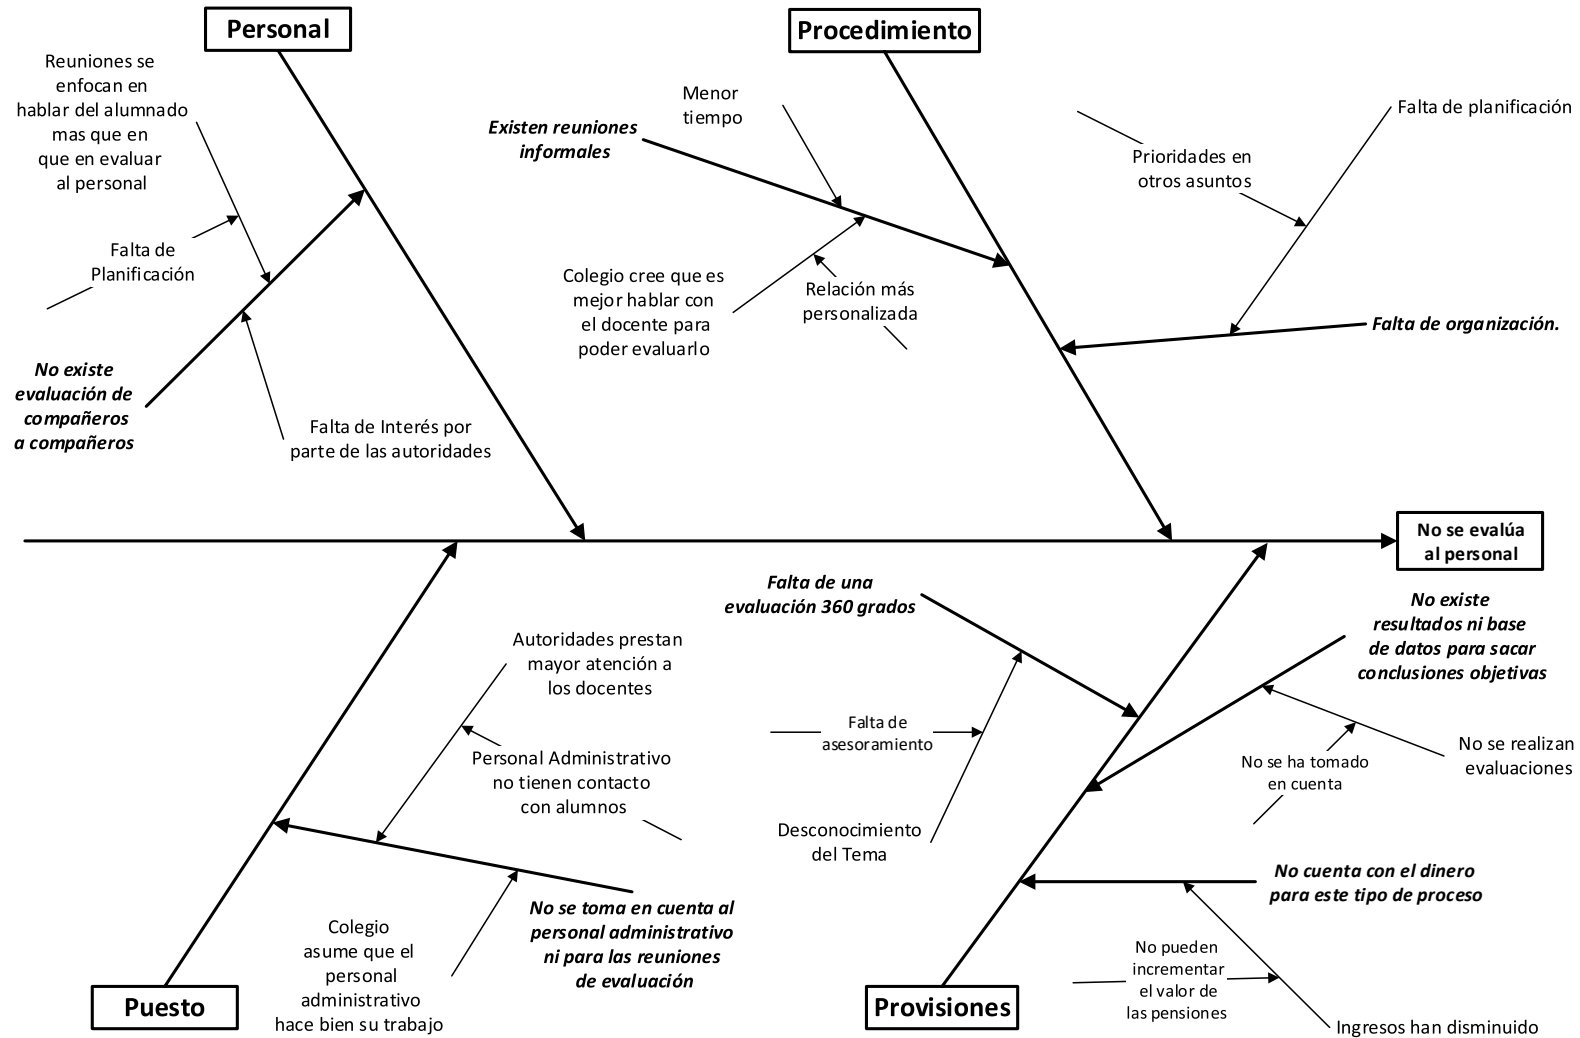 Personal
Reuniones se
enfocan en
hablar del alumnado
mas que en
que en evaluar
al personal
Falta de
Planificación
No existe
evaluación de
compañeros
a compañeros
Falta de Interés por
parte de las autoridades
Procedimiento
Menor
tiempo
Existen reuniones
informales
Colegio cree que es
mejor hablar con
el docente para
poder evaluarlo
Relación más
personalizada
Prioridades en
otros asuntos
Falta de planificación
Falta de organización.
No se evalúa
al personal
Autoridades prestan
mayor atención a
los docentes
Personal Administrativo
no tienen contacto
con alumnos
No se toma en cuenta al
personal administrativo
ni para las reuniones
de evaluación
Colegio
asume que el
personal
administrativo
hace bien su trabajo
Puesto
Falta de una
evaluación 360 grados
Falta de
asesoramiento
Desconocimiento
del Tema
No existe
resultados ni base
de datos para sacar
conclusiones objetivas
No se realizan
evaluaciones
No se ha tomado
en cuenta
No cuenta con el dinero
para este tipo de proceso
No pueden
incrementar
el valor de
las pensiones
Ingresos han disminuido
Provisiones